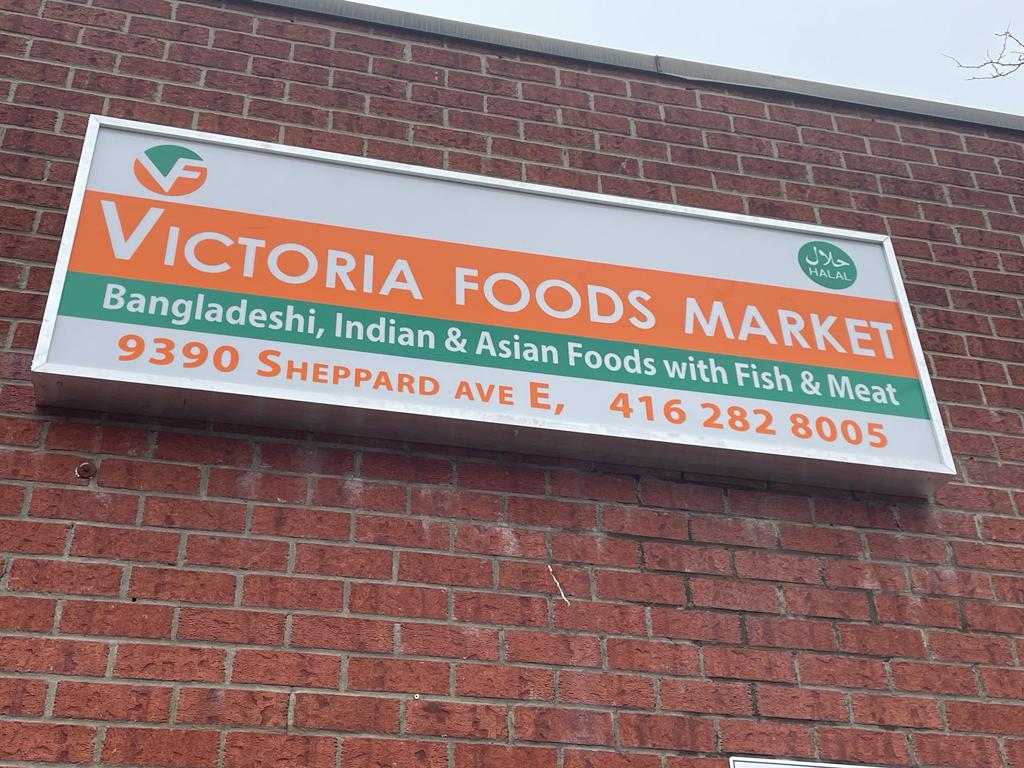 VF
حلال
HALAL
VICTORIA FOODS MARKET
Bangladeshi, Indian & Asian Foods with Fish & Meat
9390 SHEPPARD AVE E, 416 282 8005